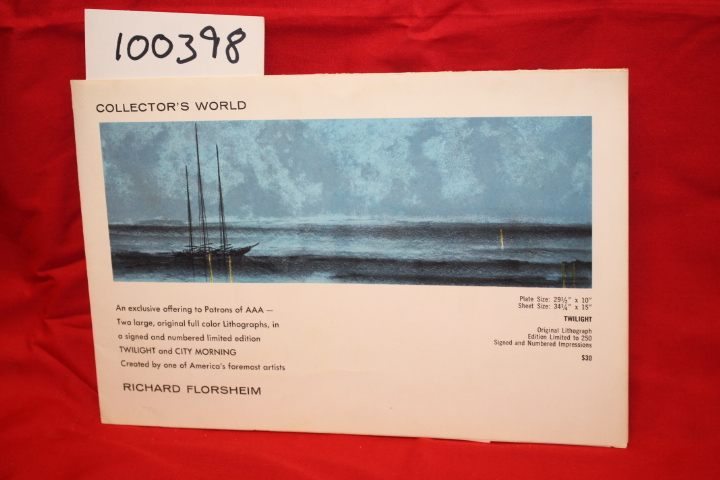 100398
COLLECTOR'S WORLD
An exclusive offering to Patrons of AAA —
Two large, original full color Lithographs, in
a signed and numbered limited edition
TWILIGHT and CITY MORNING
Created by one of America's foremost artists
RICHARD FLORSHEIM
Plate Size: 29½" x 10"
Sheet Size: 34¼" x 15"
TWILIGHT
Original Lithograph
Edition Limited to 250
Signed and Numbered Impressions
$30